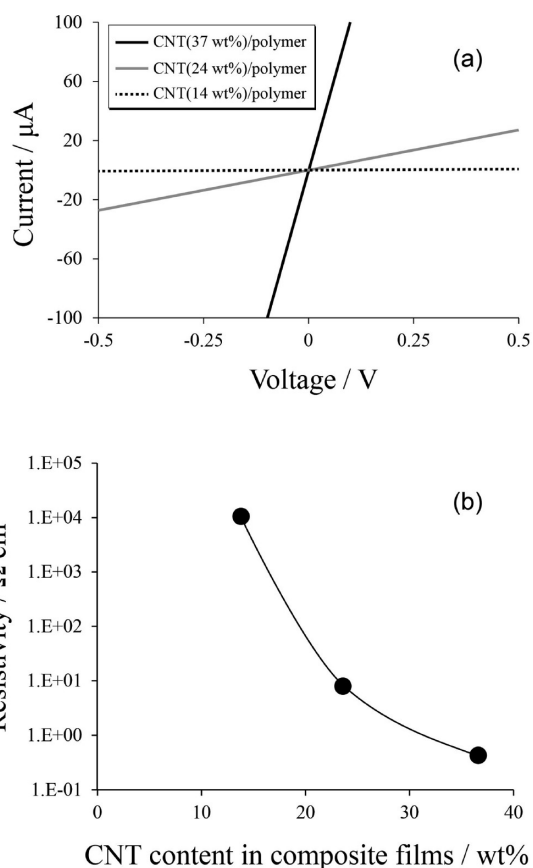 100
60
20
-20
-60
-100
Current / μA
CNT(37 wt%)/polymer
CNT(24 wt%)/polymer
CNT(14 wt%)/polymer
(a)
-0.5
-0.25
0
0.25
0.5
Voltage / V
1.E+05
1.E+04
1.E+03
1.E+02
1.E+01
1.E+00
1.E-01
Resistivity / Ω cm
(b)
0
10
20
30
40
CNT content in composite films / wt%